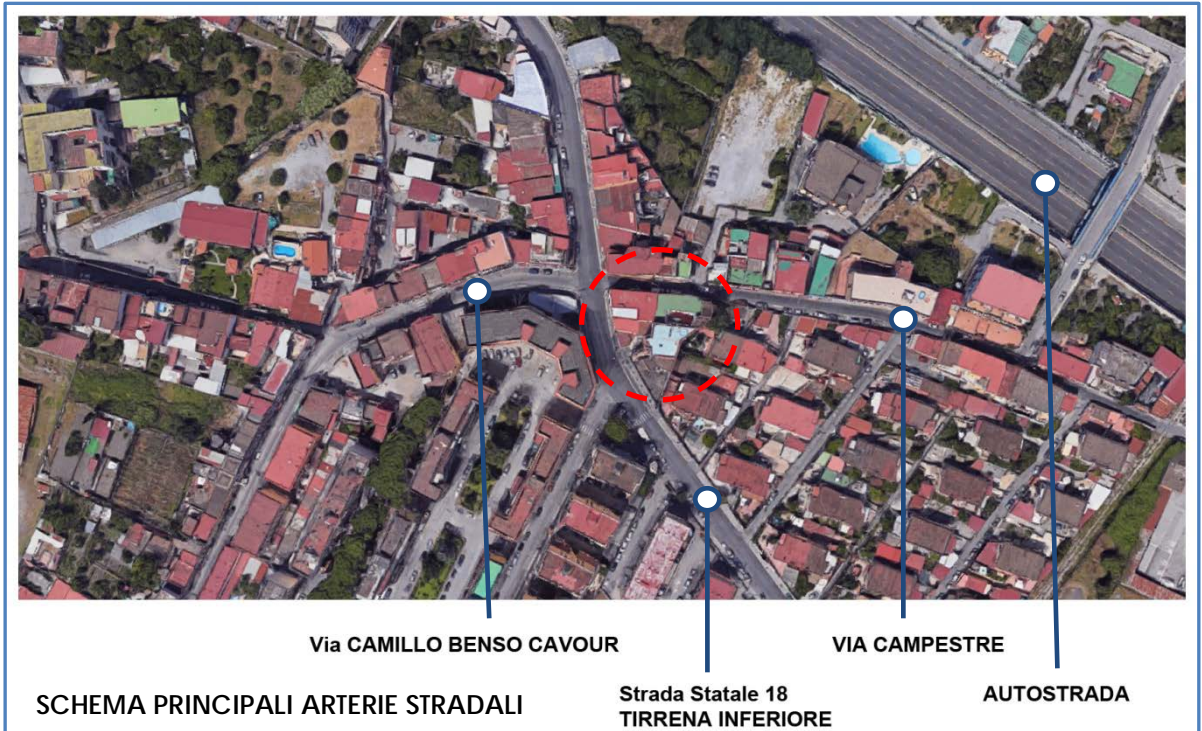 Via CAMILLO BENSO CAVOUR
VIA CAMPESTRE
SCHEMA PRINCIPALI ARTERIE STRADALI
Strada Statale 18
TIRRENA INFERIORE
AUTOSTRADA